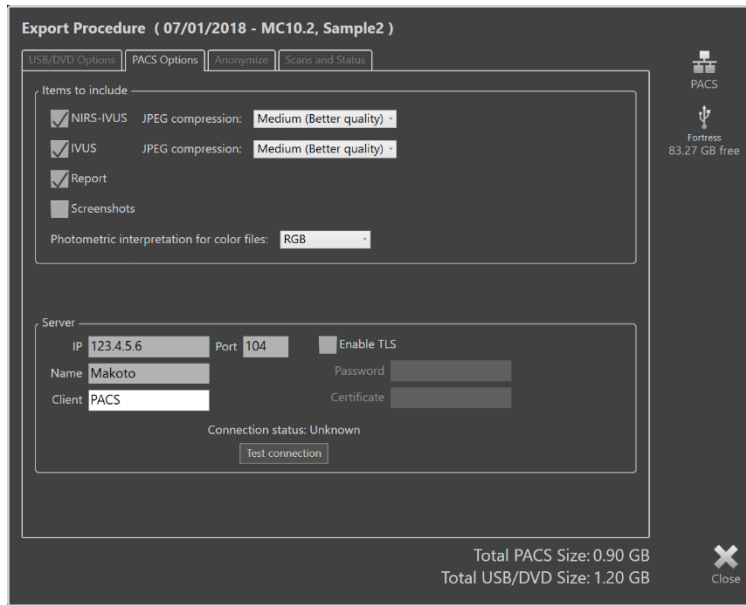 Export Procedure ( 07/01/2018 - MC10.2, Sample2 )
USB/DVD Options PACS Options Anonymize Scans and Status
PACS
Fortress
83.27 GB free
Items to include
NIRS-IVUS JPEG compression: Medium (Better quality)
IVUS JPEG compression: Medium (Better quality)
Report
Screenshots
Photometric interpretation for color files: RGB
Server
IP 123.4.5.6 Port 104 Enable TLS
Name Makoto Password
Client PACS Certificate
Connection status: Unknown
Test connection
Total PACS Size: 0.90 GB
Total USB/DVD Size: 1.20 GB
Close